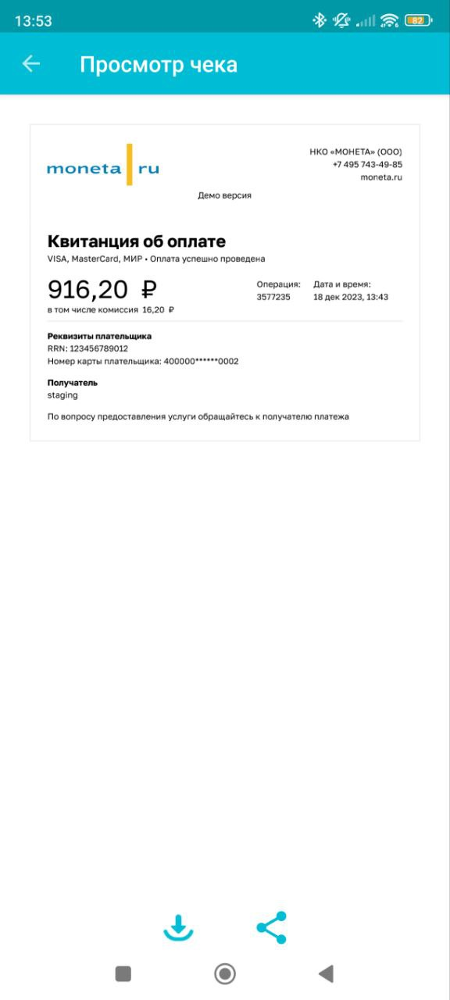 13:53
82
Просмотр чека
moneta ru
НКО «МОНЕТА» (ООО)
+7 495 743-49-85
moneta.ru
Демо версия
Квитанция об оплате
VISA, MasterCard, МИР • Оплата успешно проведена
916,20 ₽
в том числе комиссия 16,20 ₽
Операция:
3577235
Дата и время:
18 дек 2023, 13:43
Реквизиты плательщика
RRN: 123456789012
Номер карты плательщика: 400000******0002
Получатель
staging
По вопросу предоставления услуги обращайтесь к получателю платежа